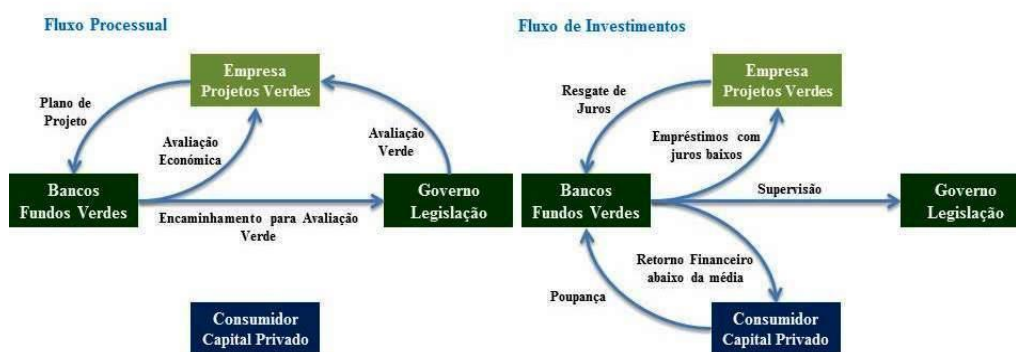 Fluxo Processual
Empresa
Projetos Verdes
Plano de
Projeto
Avaliação
Económica
Avaliação
Verde
Bancos
Fundos Verdes
Governo
Legislação
Encaminhamento para Avaliação
Verde
Consumidor
Capital Privado
Fluxo de Investimentos
Empresa
Projetos Verdes
Resgate de
Juros
Empréstimos com
juros baixos
Bancos
Fundos Verdes
Supervisão
Governo
Legislação
Retorno Financeiro
abaixo da média
Poupança
Consumidor
Capital Privado